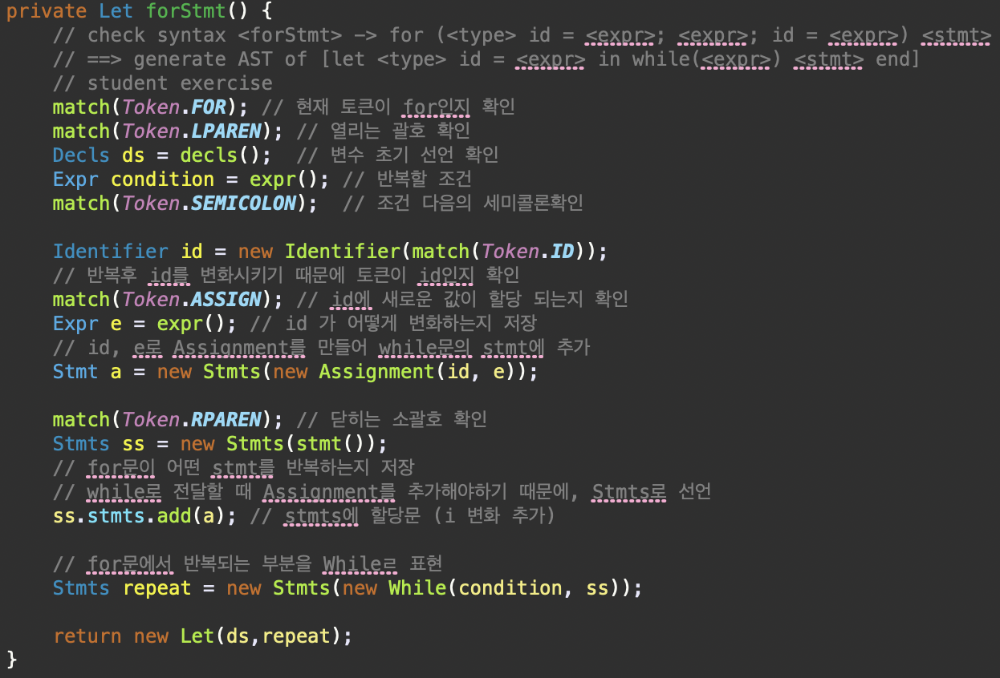 private Let forStmt() {
// check syntax <forStmt> -> for (<type> id = <expr>; <expr>; id = <expr>) <stmt>
// ==> generate AST of [let <type> id = <expr> in while(<expr>) <stmt> end]
// student exercise
match(Token.FOR); // 현재 토큰이 for인지 확인
match(Token.LPAREN); // 열리는 괄호 확인
Decls ds = decls();  // 변수 초기 선언 확인
Expr condition = expr(); // 반복할 조건
match(Token.SEMICOLON);  // 조건 다음의 세미콜론확인
Identifier id = new Identifier(match(Token.ID));
// 반복후 id를 변화시키기 때문에 토큰이 id인지 확인
match(Token.ASSIGN); // id에 새로운 값이 할당 되는지 확인
Expr e = expr(); // id 가 어떻게 변화하는지 저장
// id, e로 Assignment를 만들어 while문의 stmt에 추가
Stmt a = new Stmts(new Assignment(id, e));
match(Token.RPAREN); // 닫히는 소괄호 확인
Stmts ss = new Stmts(stmt());
// for문이 어떤 stmt를 반복하는지 저장
// while로 전달할 때 Assignment를 추가해야하기 때문에, Stmts로 선언
ss.stmts.add(a); // stmts에 할당문 (i 변화 추가)
// for문에서 반복되는 부분을 Whileㄹ 표현
Stmts repeat = new Stmts(new While(condition, ss));
return new Let(ds,repeat);
}